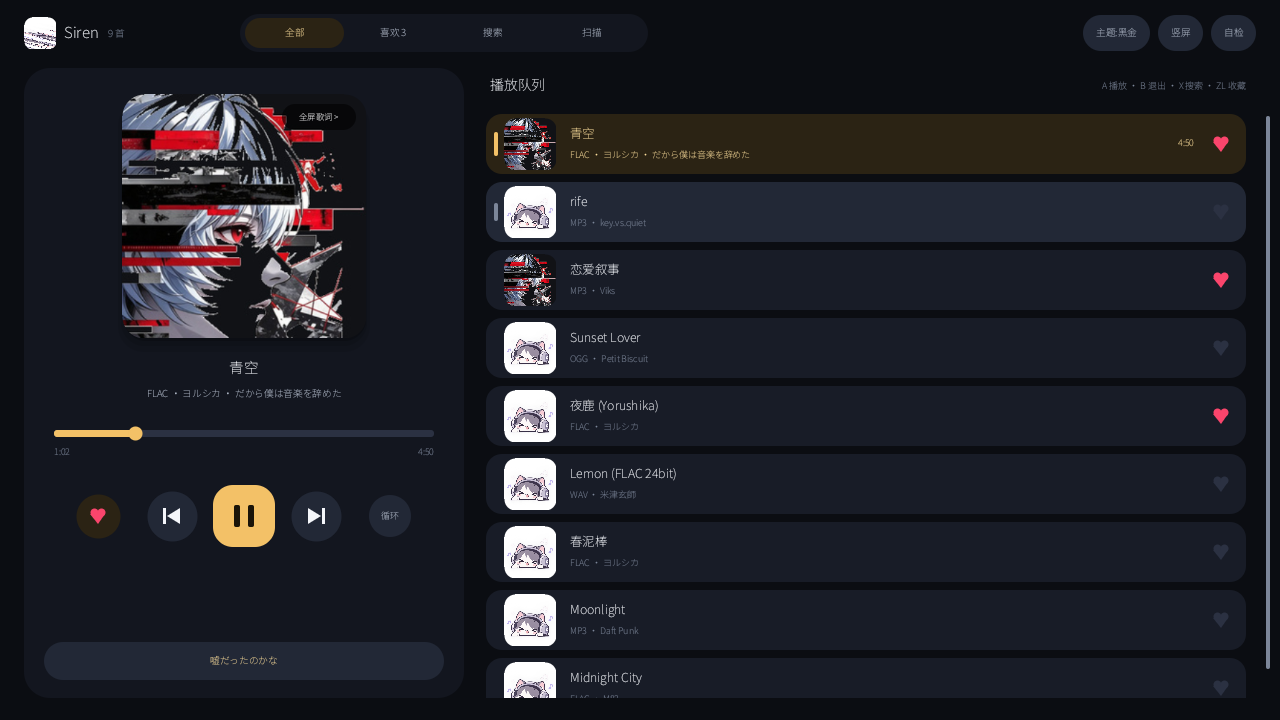 Siren 9 首
全部 喜欢3 搜索 扫描
主题:黑金 竖屏 自检
全屏歌词 >
青空
FLAC ・ ヨルシカ ・ だから僕は音楽を辞めた
1:02 4:50
循环
嘘だったのかな
播放队列
A 播放 ・ B 退出 ・ X 搜索 ・ ZL 收藏
青空
FLAC ・ ヨルシカ ・ だから僕は音楽を辞めた
4:50
rife
MP3 ・ key.vs.quiet
恋爱叙事
MP3 ・ Viks
Sunset Lover
OGG ・ Petit Biscuit
夜鹿 (Yorushika)
FLAC ・ ヨルシカ
Lemon (FLAC 24bit)
WAV ・ 米津玄師
春泥棒
FLAC ・ ヨルシカ
Moonlight
MP3 ・ Daft Punk
Midnight City
FLAC ・ M83